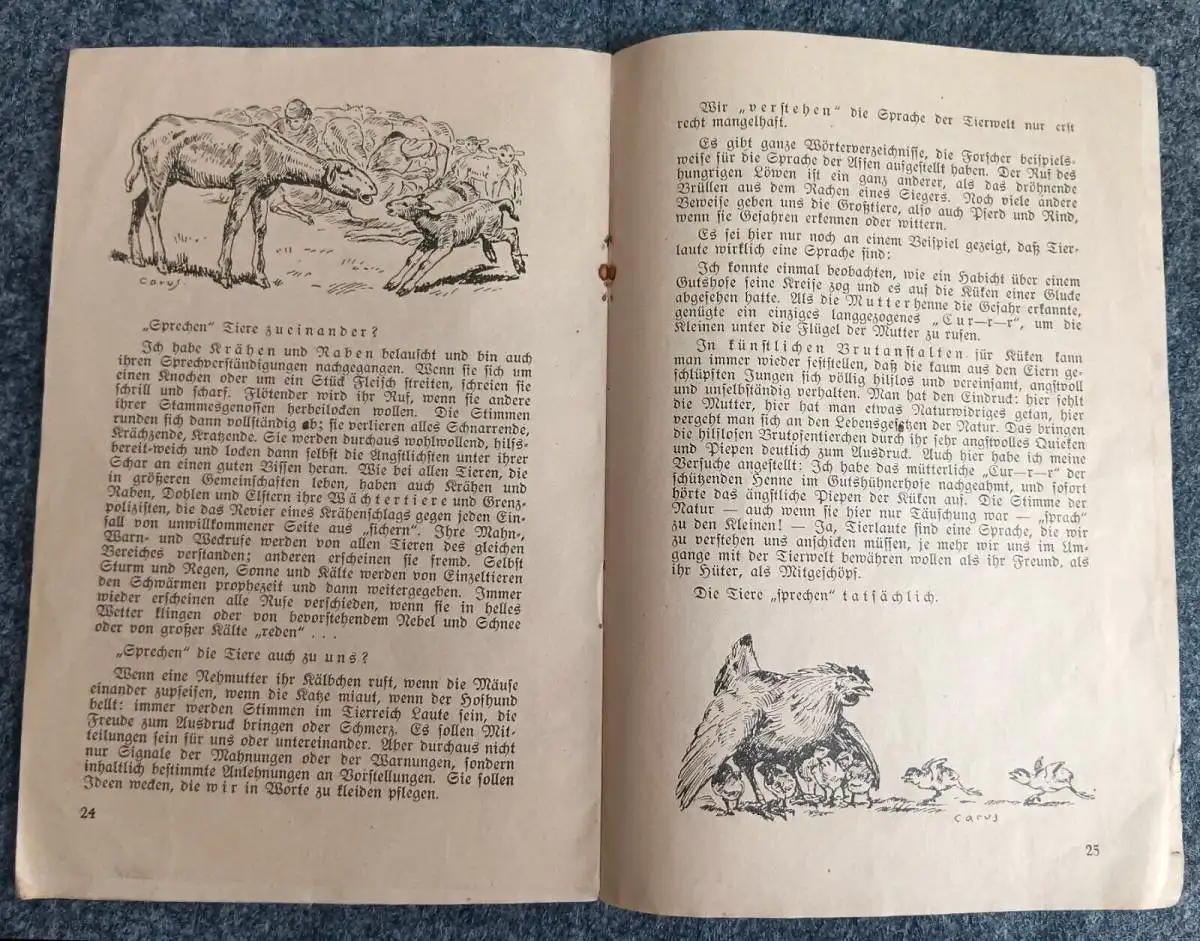 Carus.
„Sprechen“ Tiere zueinander?
Ich habe Krähen und Raben belauscht und bin auch
ihren Sprechverständigungen nachgegangen. Wenn sie sich um
einen Knochen oder um ein Stück Fleisch streiten, schreien sie
schrill und scharf. Flötender wird ihr Ruf, wenn sie andere
ihrer Stammesgenossen herbeilocken wollen. Die Stimmen
runden sich dann vollständig ab; sie verlieren alles Schnarrende,
Krächzende, Kratzende. Sie werden durchaus wohlwollend, hilfs-
bereit-weich und locken dann selbst die Ängstlichsten unter ihrer
Schar an einen guten Bissen heran. Wie bei allen Tieren, die
in größeren Gemeinschaften leben, haben auch Krähen und
Raben, Dohlen und Elstern ihre Wächtertiere und Grenz-
polizisten, die das Revier eines Krähenschlags gegen jeden Ein-
fall von unwillkommener Seite aus „sichern“. Ihre Mahn-,
Warn- und Weckrufe werden von allen Tieren des gleichen
Bereiches verstanden; anderen erscheinen sie fremd. Selbst
Sturm und Regen, Sonne und Kälte werden von Einzeltieren
den Schwärmen prophezeit und dann weitergegeben. Immer
wieder erscheinen alle Rufe verschieden, wenn sie in helles
Wetter klingen oder von bevorstehendem Nebel und Schnee
oder von großer Kälte „reden“ . . .
„Sprechen“ die Tiere auch zu uns?
Wenn eine Rehmutter ihr Kälbchen ruft, wenn die Mäuse
einander zupfeifen, wenn die Katze miaut, wenn der Hofhund
bellt: immer werden Stimmen im Tierreich Laute sein, die
Freude zum Ausdruck bringen oder Schmerz. Es sollen Mit-
teilungen sein für uns oder untereinander. Aber durchaus nicht
nur Signale der Mahnungen oder der Warnungen, sondern
inhaltlich bestimmte Anlehnungen an Vorstellungen. Sie sollen
Ideen wecken, die wir in Worte zu kleiden pflegen.
24
Wir „verstehen“ die Sprache der Tierwelt nur erst
recht mangelhaft.
Es gibt ganze Wörterverzeichnisse, die Forscher beispiels-
weise für die Sprache der Affen aufgestellt haben. Der Ruf des
hungrigen Löwen ist ein ganz anderer, als das dröhnende
Brüllen aus dem Rachen eines Siegers. Noch viele andere
Beweise geben uns die Großtiere, also auch Pferd und Rind,
wenn sie Gefahren erkennen oder wittern.
Es sei hier nur noch an einem Beispiel gezeigt, daß Tier-
laute wirklich eine Sprache sind:
Ich konnte einmal beobachten, wie ein Habicht über einem
Gutshofe seine Kreise zog und es auf die Küken einer Glucke
abgesehen hatte. Als die Mutterhenne die Gefahr erkannte,
genügte ein einziges langgezogenes „Cur—r—r“, um die
Kleinen unter die Flügel der Mutter zu rufen.
In künstlichen Brutanstalten für Küken kann
man immer wieder feststellen, daß die kaum aus den Eiern ge-
schlüpften Jungen sich völlig hilflos und vereinsamt, angstvoll
und unselbständig verhalten. Man hat den Eindruck: hier fehlt
die Mutter, hier hat man etwas Naturwidriges getan, hier
vergeht man sich an den Lebensgesetzen der Natur. Das bringen
die hilflosen Brutofentierchen durch ihr sehr angstvolles Quieken
und Piepen deutlich zum Ausdruck. Auch hier habe ich meine
Versuche angestellt: Ich habe das mütterliche „Cur—r—r“ der
schützenden Henne im Gutshühnerhofe nachgeahmt, und sofort
hörte das ängstliche Piepen der Küken auf. Die Stimme der
Natur — auch wenn sie hier nur Täuschung war — „sprach“
zu den Kleinen! — Ja, Tierlaute sind eine Sprache, die wir
zu verstehen uns anschicken müssen, je mehr wir uns im Um-
gange mit der Tierwelt bewähren wollen als ihr Freund, als
ihr Hüter, als Mitgeschöpf.
Die Tiere „sprechen“ tatsächlich.
Carus
25